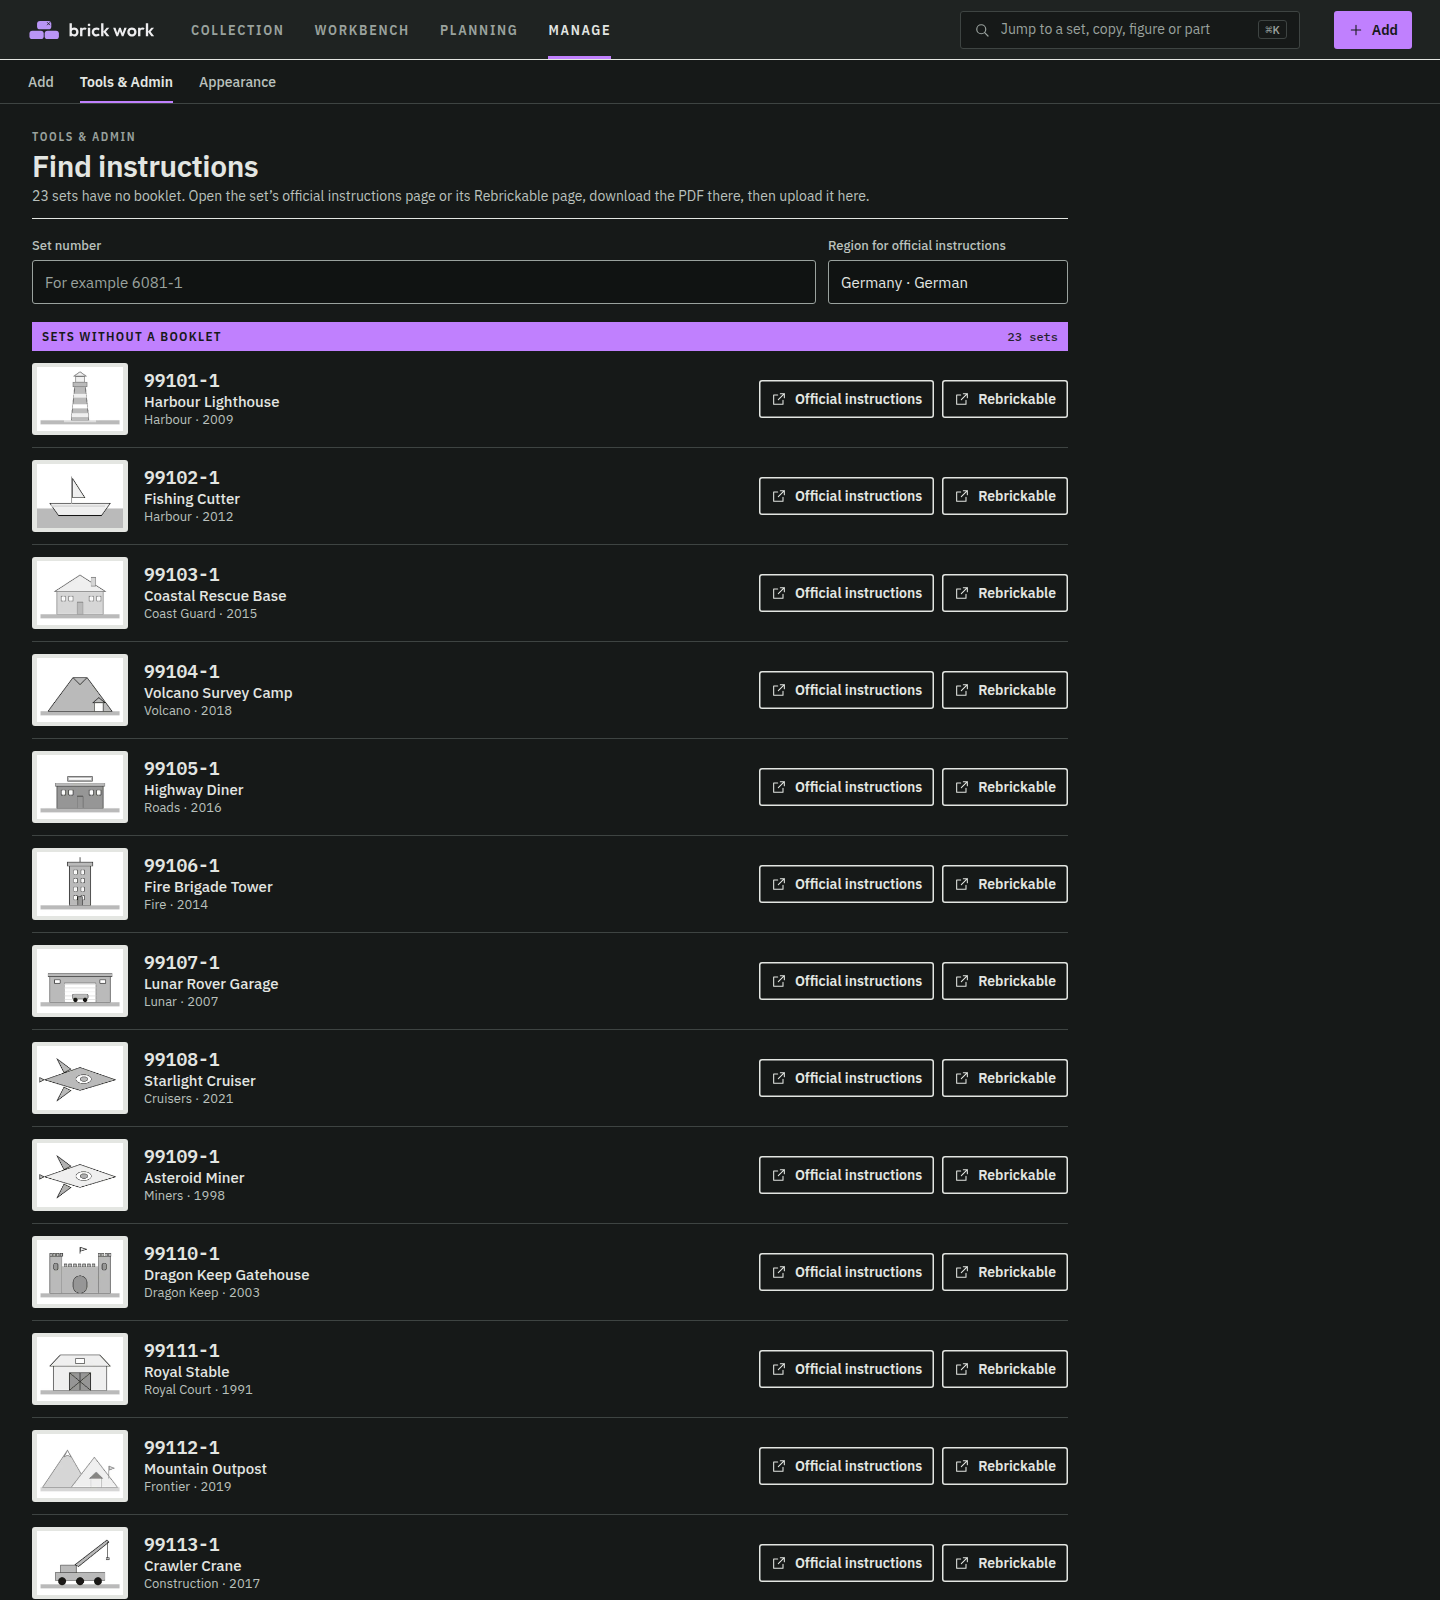 brick work
COLLECTION
WORKBENCH
PLANNING
MANAGE
Jump to a set, copy, figure or part
⌘K
+ Add
Add
Tools & Admin
Appearance
TOOLS & ADMIN
Find instructions
23 sets have no booklet. Open the set’s official instructions page or its Rebrickable page, download the PDF there, then upload it here.
Set number
Region for official instructions
For example 6081-1
Germany · German
SETS WITHOUT A BOOKLET
23 sets
99101-1
Harbour Lighthouse
Harbour · 2009
Official instructions
Rebrickable
99102-1
Fishing Cutter
Harbour · 2012
Official instructions
Rebrickable
99103-1
Coastal Rescue Base
Coast Guard · 2015
Official instructions
Rebrickable
99104-1
Volcano Survey Camp
Volcano · 2018
Official instructions
Rebrickable
99105-1
Highway Diner
Roads · 2016
Official instructions
Rebrickable
99106-1
Fire Brigade Tower
Fire · 2014
Official instructions
Rebrickable
99107-1
Lunar Rover Garage
Lunar · 2007
Official instructions
Rebrickable
99108-1
Starlight Cruiser
Cruisers · 2021
Official instructions
Rebrickable
99109-1
Asteroid Miner
Miners · 1998
Official instructions
Rebrickable
99110-1
Dragon Keep Gatehouse
Dragon Keep · 2003
Official instructions
Rebrickable
99111-1
Royal Stable
Royal Court · 1991
Official instructions
Rebrickable
99112-1
Mountain Outpost
Frontier · 2019
Official instructions
Rebrickable
99113-1
Crawler Crane
Construction · 2017
Official instructions
Rebrickable